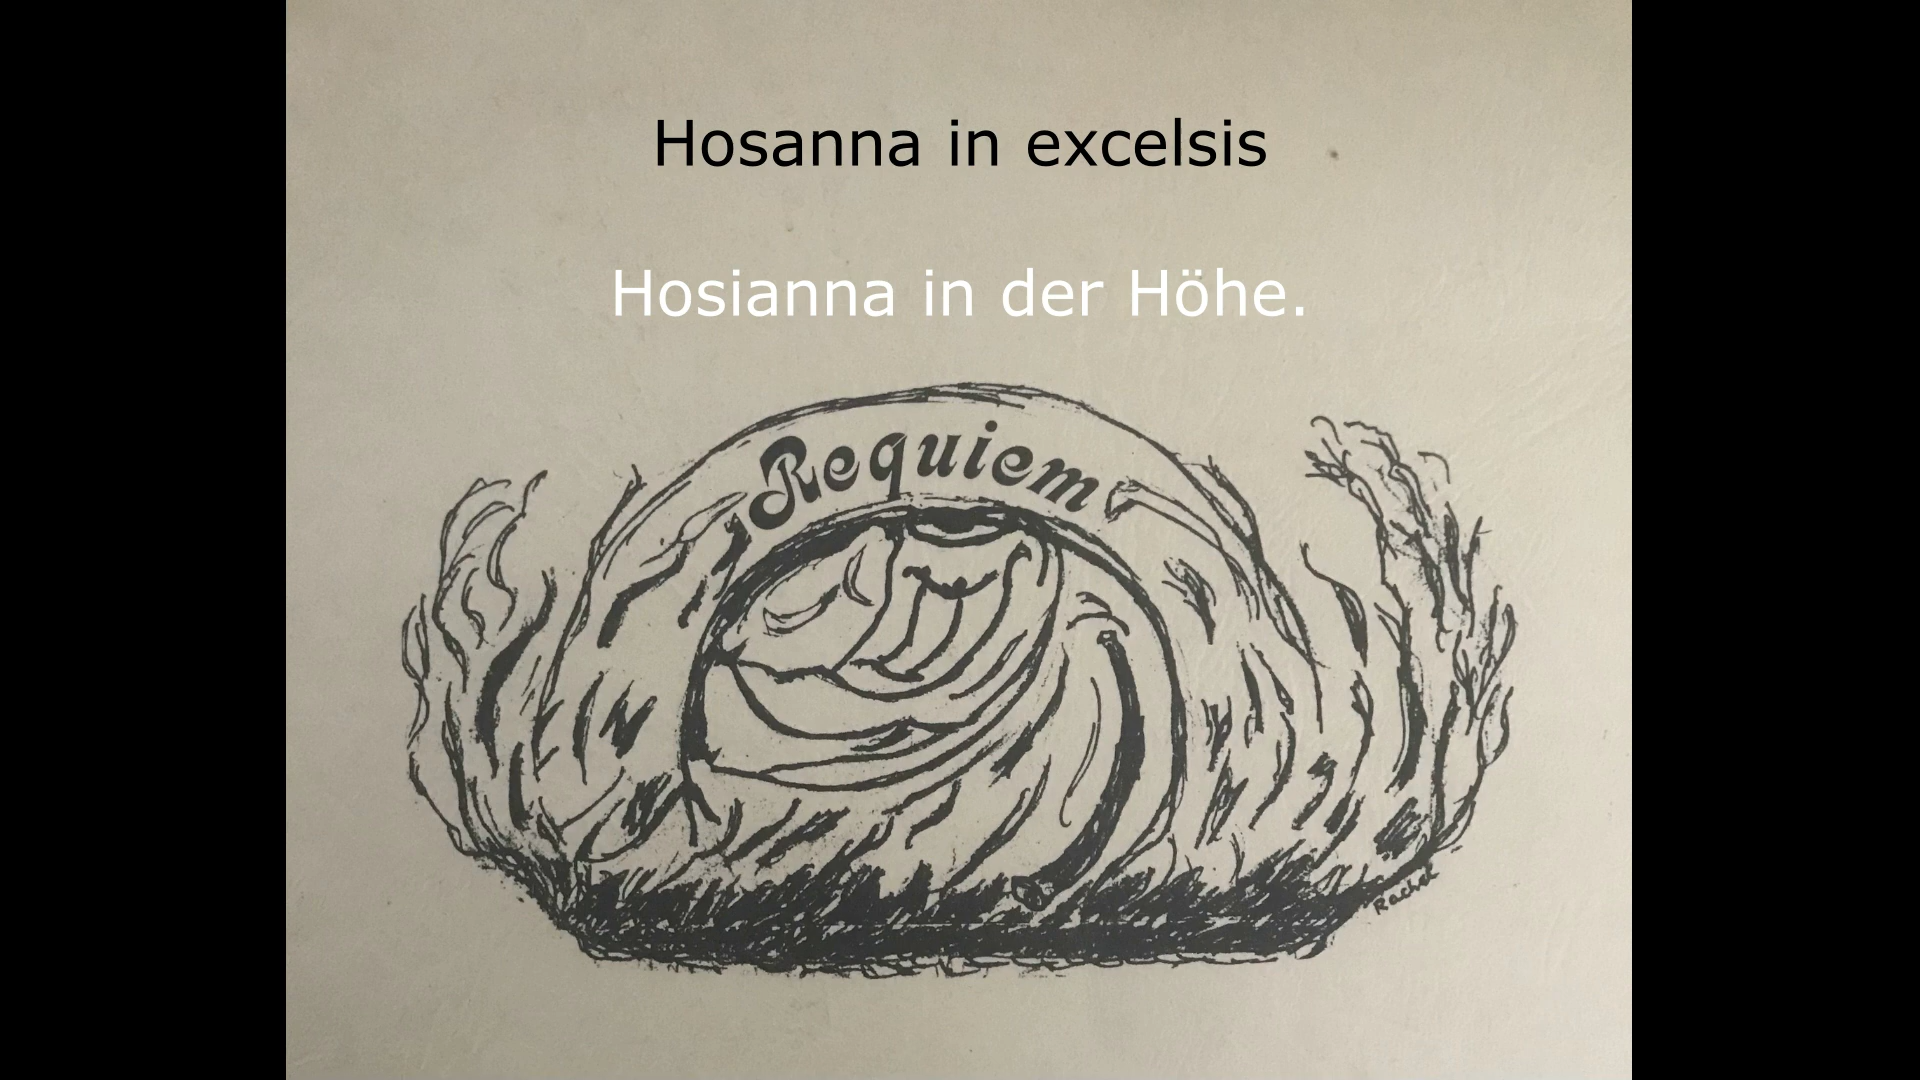 Hosanna in excelsis
Hosianna in der Höhe.
Requiem
Rachel